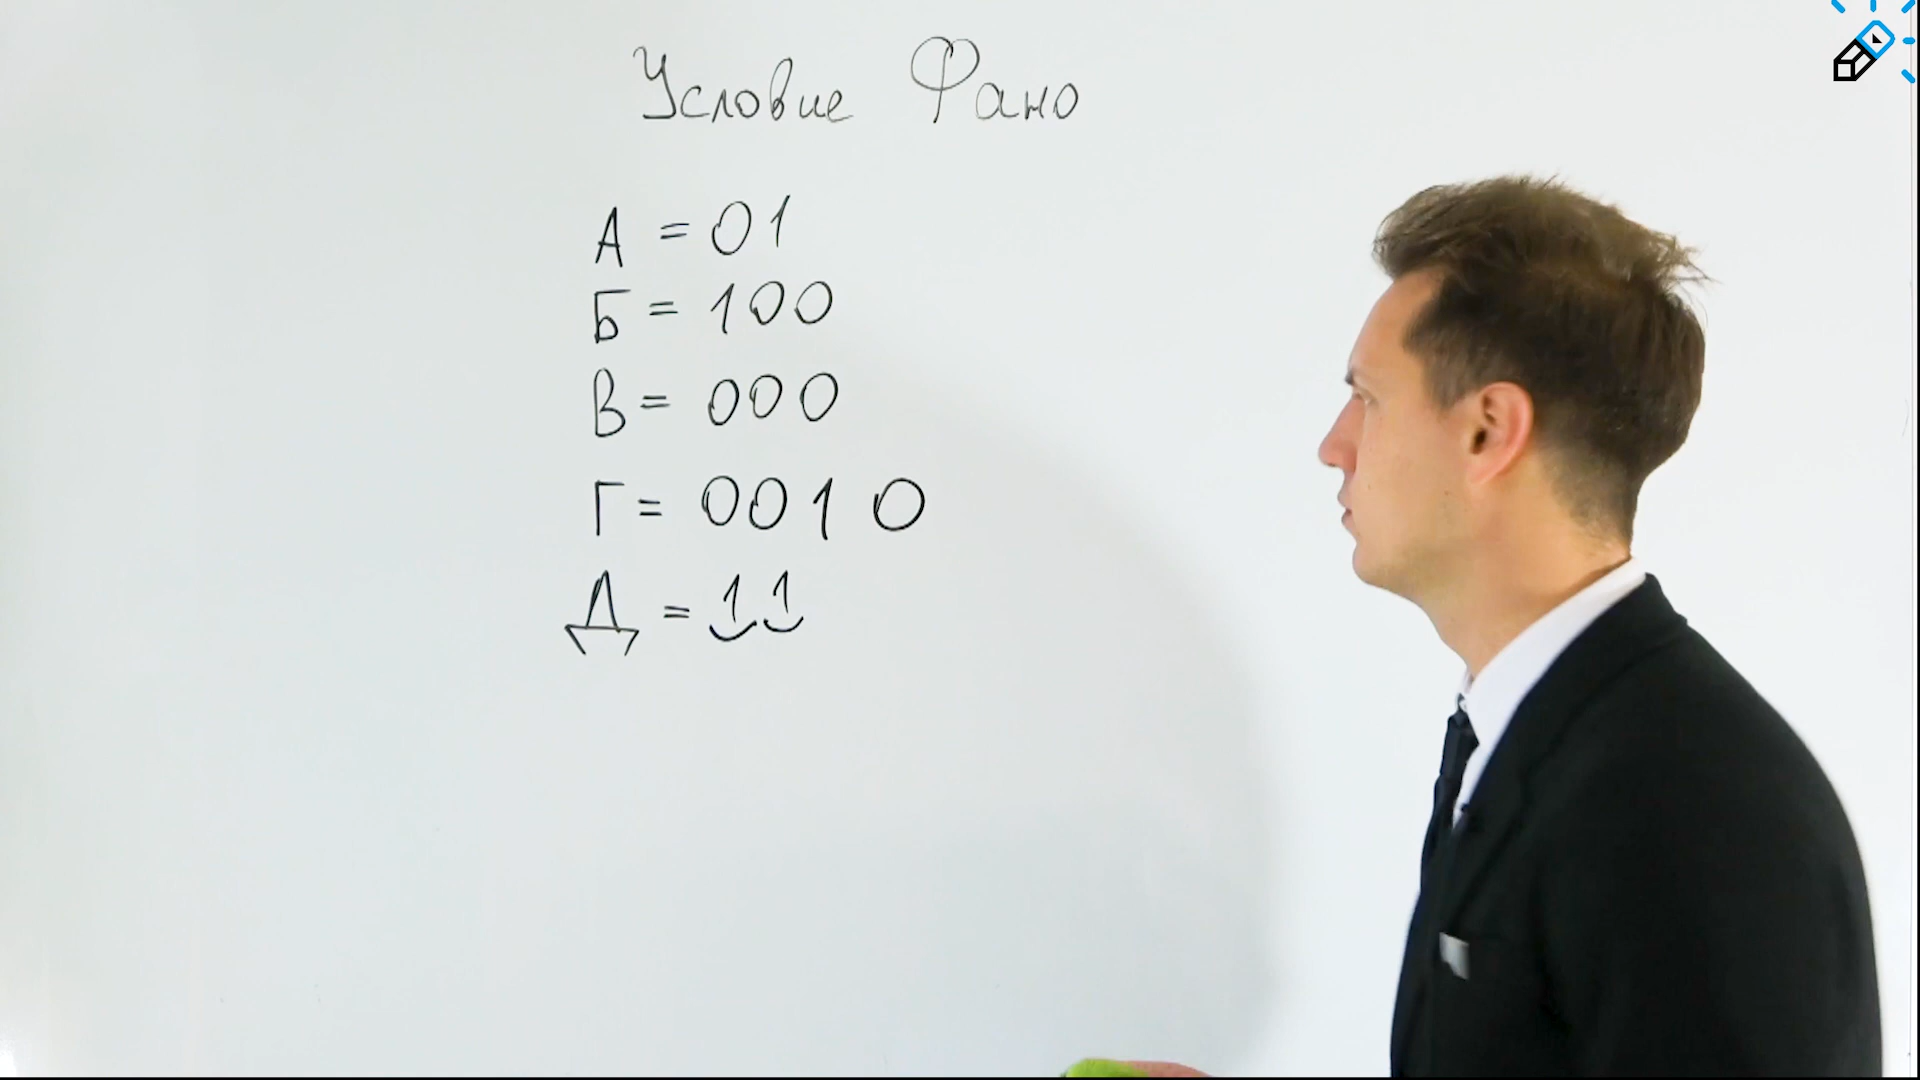 Условие Фано
А = 01
Б = 100
В = 000
Г = 0010
Д = 11